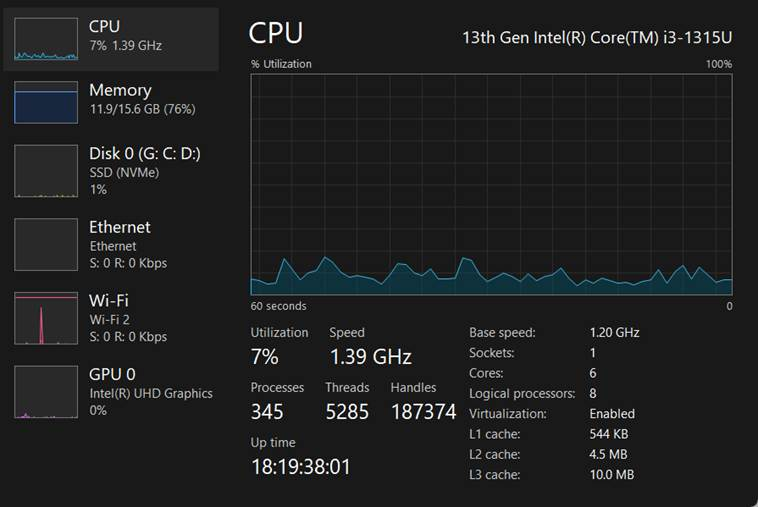 CPU
7% 1.39 GHz
Memory
11.9/15.6 GB (76%)
Disk 0 (G: C: D:)
SSD (NVMe)
1%
Ethernet
Ethernet
S: 0 R: 0 Kbps
Wi-Fi
Wi-Fi 2
S: 0 R: 0 Kbps
GPU 0
Intel(R) UHD Graphics
0%
CPU 13th Gen Intel(R) Core(TM) i3-1315U
% Utilization 100%
60 seconds 0
Utilization Speed
7% 1.39 GHz
Processes Threads Handles
345 5285 187374
Up time
18:19:38:01
Base speed: 1.20 GHz
Sockets: 1
Cores: 6
Logical processors: 8
Virtualization: Enabled
L1 cache: 544 KB
L2 cache: 4.5 MB
L3 cache: 10.0 MB